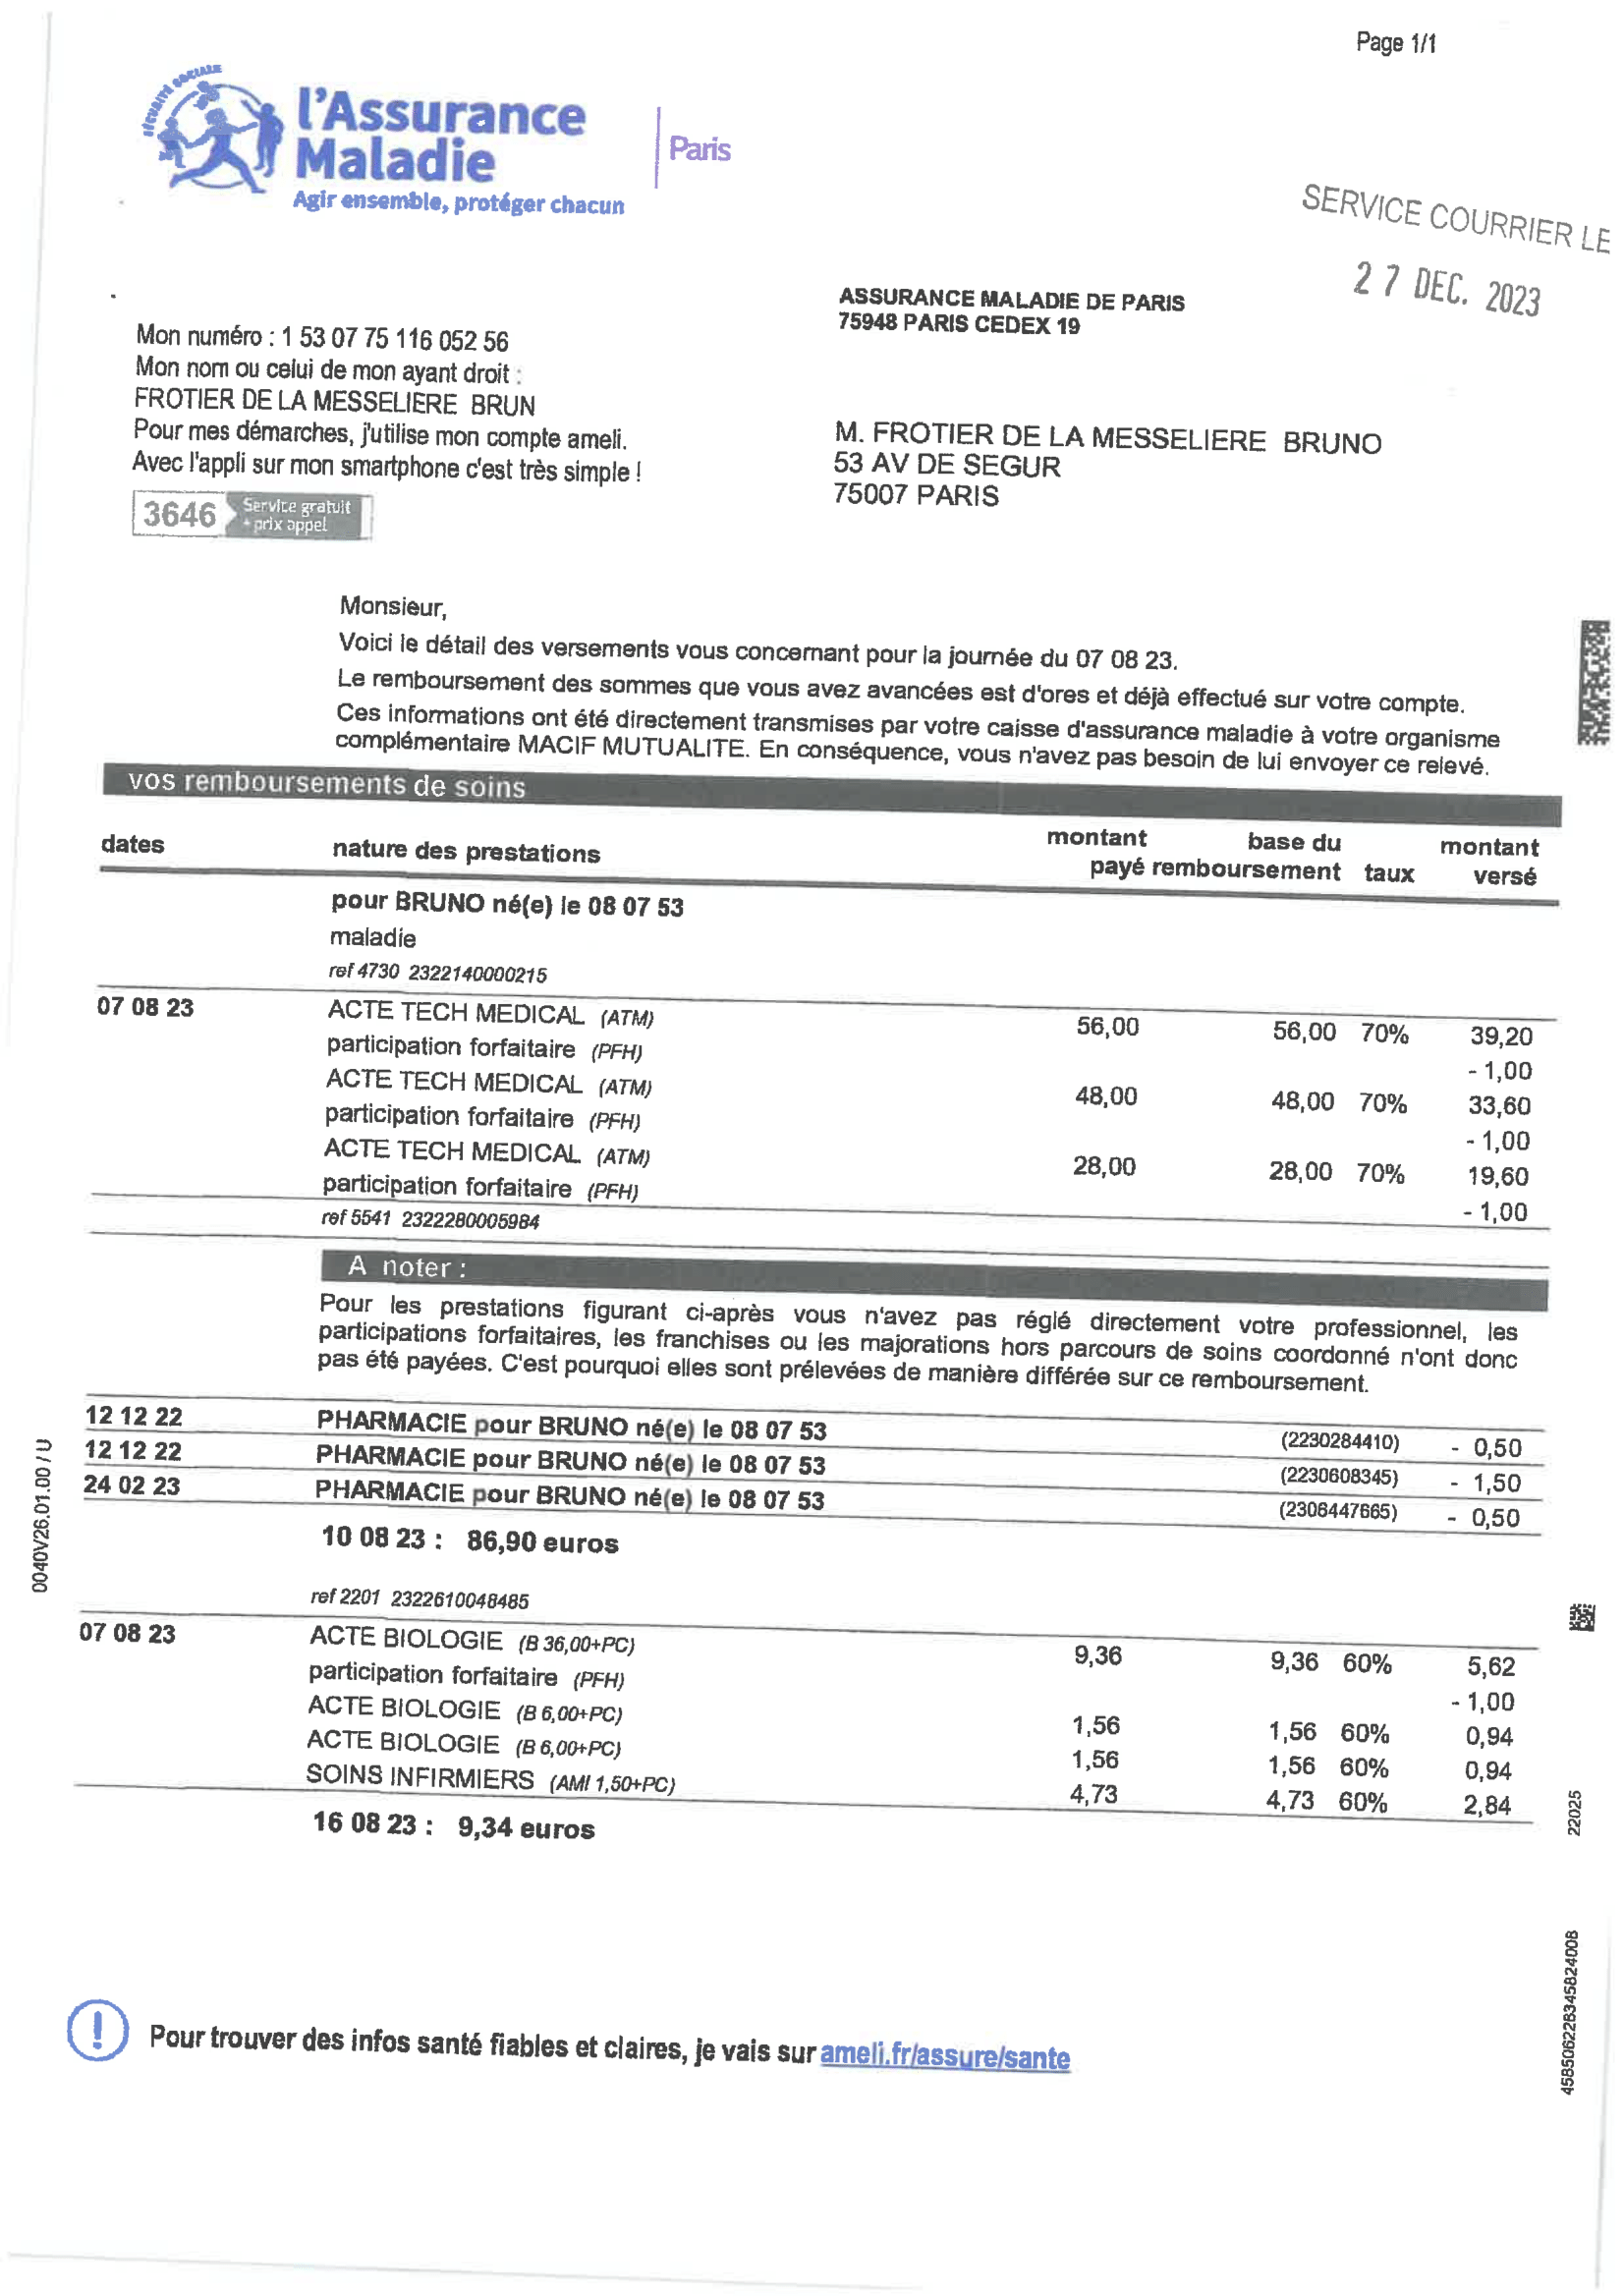 Page 1/1
SÉCURITÉ SOCIALE
l'Assurance
Maladie
Agir ensemble, protéger chacun
Paris
SERVICE COURRIER LE
27 DEC. 2023
ASSURANCE MALADIE DE PARIS
75948 PARIS CEDEX 19
Mon numéro : 1 53 07 75 116 052 56
Mon nom ou celui de mon ayant droit :
FROTIER DE LA MESSELIERE BRUN
Pour mes démarches, j'utilise mon compte ameli.
Avec l'appli sur mon smartphone c'est très simple !
3646 Service gratuit
+ prix appel
M. FROTIER DE LA MESSELIERE BRUNO
53 AV DE SEGUR
75007 PARIS
Monsieur,
Voici le détail des versements vous concernant pour la journée du 07 08 23.
Le remboursement des sommes que vous avez avancées est d'ores et déjà effectué sur votre compte.
Ces informations ont été directement transmises par votre caisse d'assurance maladie à votre organisme
complémentaire MACIF MUTUALITE. En conséquence, vous n'avez pas besoin de lui envoyer ce relevé.
vos remboursements de soins
dates nature des prestations montant payé base du remboursement taux montant versé
pour BRUNO né(e) le 08 07 53
maladie
ref 4730 2322140000215
07 08 23 ACTE TECH MEDICAL (ATM) 56,00 56,00 70% 39,20
participation forfaitaire (PFH) - 1,00
ACTE TECH MEDICAL (ATM) 48,00 48,00 70% 33,60
participation forfaitaire (PFH) - 1,00
ACTE TECH MEDICAL (ATM) 28,00 28,00 70% 19,60
participation forfaitaire (PFH) - 1,00
ref 5541 2322280005984
A noter :
Pour les prestations figurant ci-après vous n'avez pas réglé directement votre professionnel, les
participations forfaitaires, les franchises ou les majorations hors parcours de soins coordonné n'ont donc
pas été payées. C'est pourquoi elles sont prélevées de manière différée sur ce remboursement.
12 12 22 PHARMACIE pour BRUNO né(e) le 08 07 53 (2230284410) - 0,50
12 12 22 PHARMACIE pour BRUNO né(e) le 08 07 53 (2230608345) - 1,50
24 02 23 PHARMACIE pour BRUNO né(e) le 08 07 53 (2306447665) - 0,50
10 08 23 : 86,90 euros
ref 2201 2322610048485
07 08 23 ACTE BIOLOGIE (B 36,00+PC) 9,36 9,36 60% 5,62
participation forfaitaire (PFH) - 1,00
ACTE BIOLOGIE (B 6,00+PC) 1,56 1,56 60% 0,94
ACTE BIOLOGIE (B 6,00+PC) 1,56 1,56 60% 0,94
SOINS INFIRMIERS (AMI 1,50+PC) 4,73 4,73 60% 2,84
16 08 23 : 9,34 euros
0040V26.01.00 / U
22025
4585062283458240​08
Pour trouver des infos santé fiables et claires, je vais sur ameli.fr/assure/sante